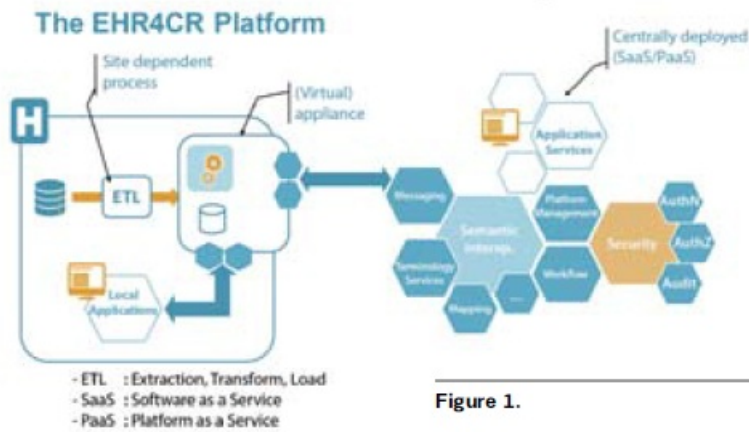 The EHR4CR Platform
Site dependent
process
(Virtual)
appliance
Centrally deployed
(SaaS/PaaS)
H
ETL
Local
Applications
Application
Services
Messaging
Semantic
Interop.
Terminology
Services
Mapping
...
Platform
Management
Workflow
Security
AuthN
AuthZ
Audit
- ETL : Extraction, Transform, Load
- SaaS : Software as a Service
- PaaS : Platform as a Service
Figure 1.